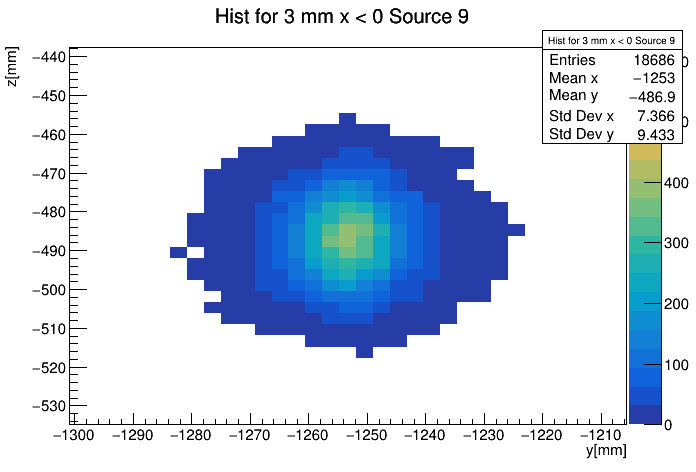 Hist for 3 mm x < 0 Source 9
z[mm]
Hist for 3 mm x < 0 Source 9
Entries 18686
Mean x −1253
Mean y −486.9
Std Dev x 7.366
Std Dev y 9.433
−440
−450
−460
−470
−480
−490
−500
−510
−520
−530
400
300
200
100
0
−1300 −1290 −1280 −1270 −1260 −1250 −1240 −1230 −1220 −1210
y[mm]